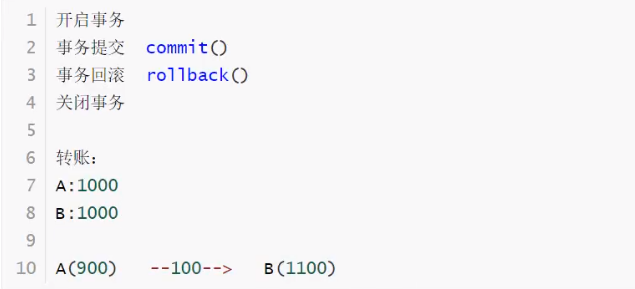 1 开启事务
2 事务提交 commit()
3 事务回滚 rollback()
4 关闭事务
5
6 转账：
7 A:1000
8 B:1000
9
10 A(900) --100--> B(1100)